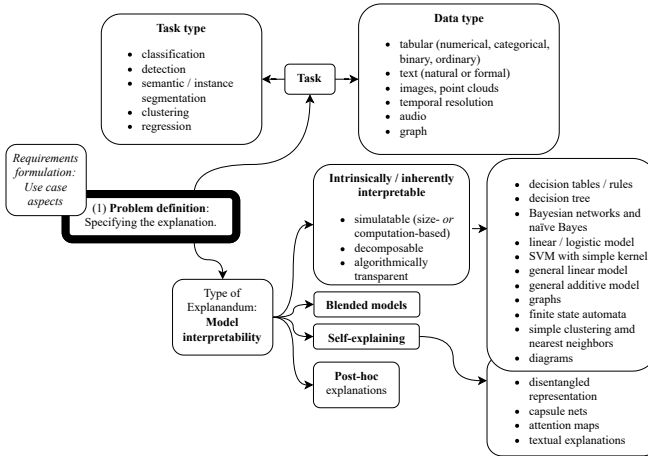 Task type
• classification
• detection
• semantic / instance
segmentation
• clustering
• regression
Task
Data type
• tabular (numerical, categorical,
binary, ordinary)
• text (natural or formal)
• images, point clouds
• temporal resolution
• audio
• graph
Requirements
formulation:
Use case
aspects
(1) Problem definition:
Specifying the explanation.
Type of
Explanandum:
Model
interpretability
Intrinsically / inherently
interpretable
• simulatable (size- or
computation-based)
• decomposable
• algorithmically
transparent
Blended models
Self-explaining
Post-hoc
explanations
• decision tables / rules
• decision tree
• Bayesian networks and
naïve Bayes
• linear / logistic model
• SVM with simple kernel
• general linear model
• general additive model
• graphs
• finite state automata
• simple clustering amd
nearest neighbors
• diagrams
• disentangled
representation
• capsule nets
• attention maps
• textual explanations